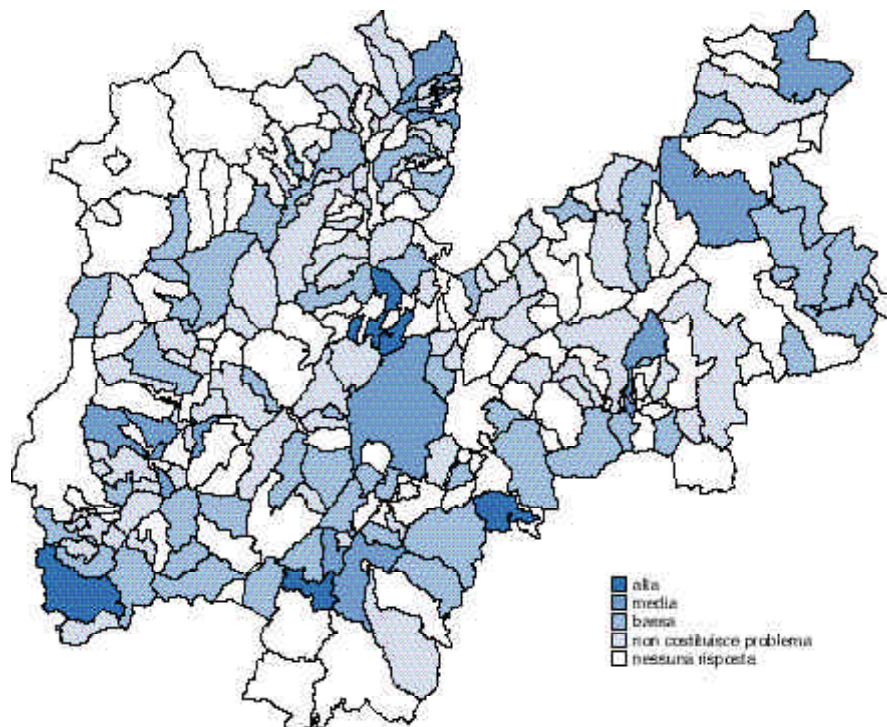 alta
media
bassa
non costituisce problema
nessuna risposta